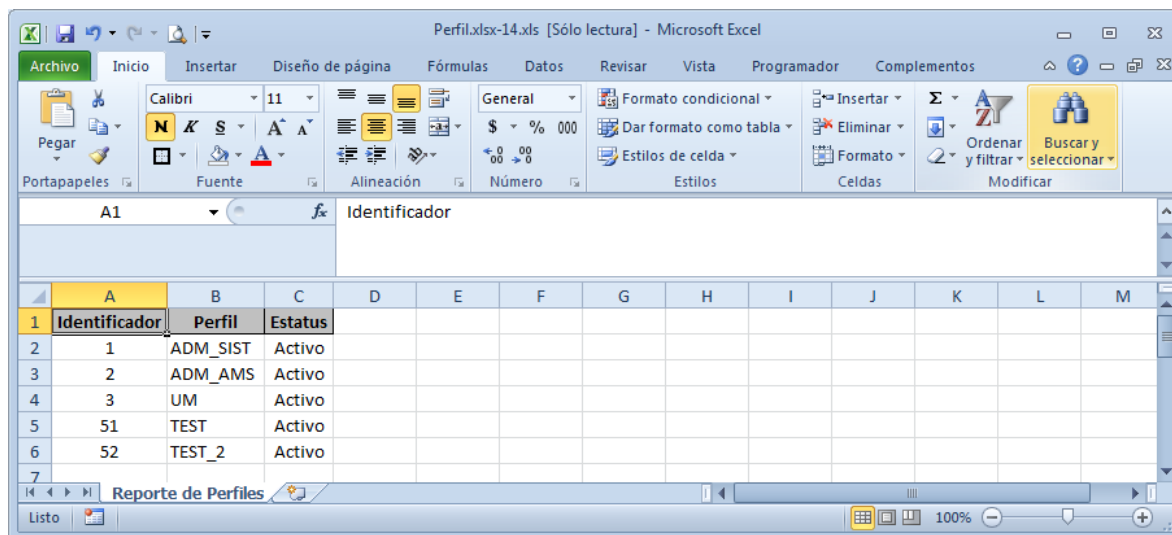 Perfil.xlsx-14.xls [Sólo lectura] - Microsoft Excel
Archivo Inicio Insertar Diseño de página Fórmulas Datos Revisar Vista Programador Complementos
Pegar
Portapapeles
Calibri 11
N K S A A
A
Fuente
Alineación
General
$ % 000
Número
Formato condicional
Dar formato como tabla
Estilos de celda
Estilos
Insertar
Eliminar
Formato
Celdas
Σ
Ordenar y filtrar
Buscar y seleccionar
Modificar
A1 fx Identificador
A B C D E F G H I J K L M
1 Identificador Perfil Estatus
2 1 ADM_SIST Activo
3 2 ADM_AMS Activo
4 3 UM Activo
5 51 TEST Activo
6 52 TEST_2 Activo
7
Reporte de Perfiles
Listo 100%